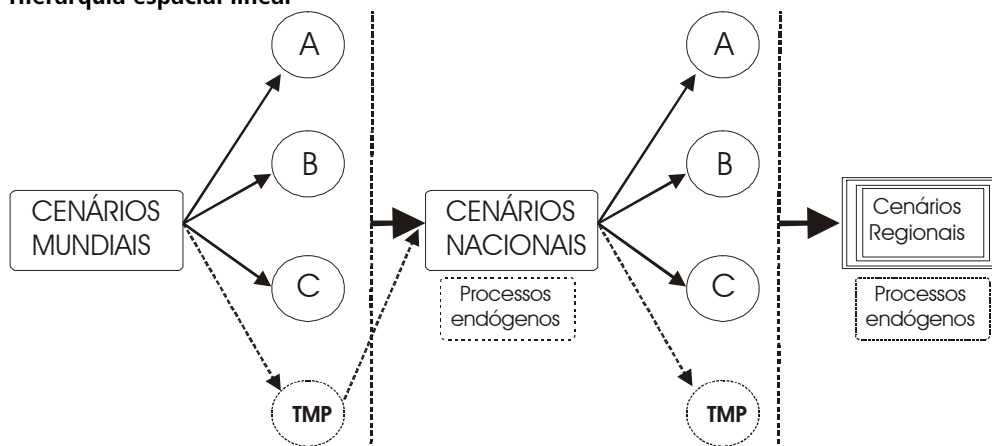 Hierarquia espacial linear
A
B
C
TMP
CENÁRIOS
MUNDIAIS
CENÁRIOS
NACIONAIS
Processos
endógenos
A
B
C
TMP
Cenários
Regionais
Processos
endógenos